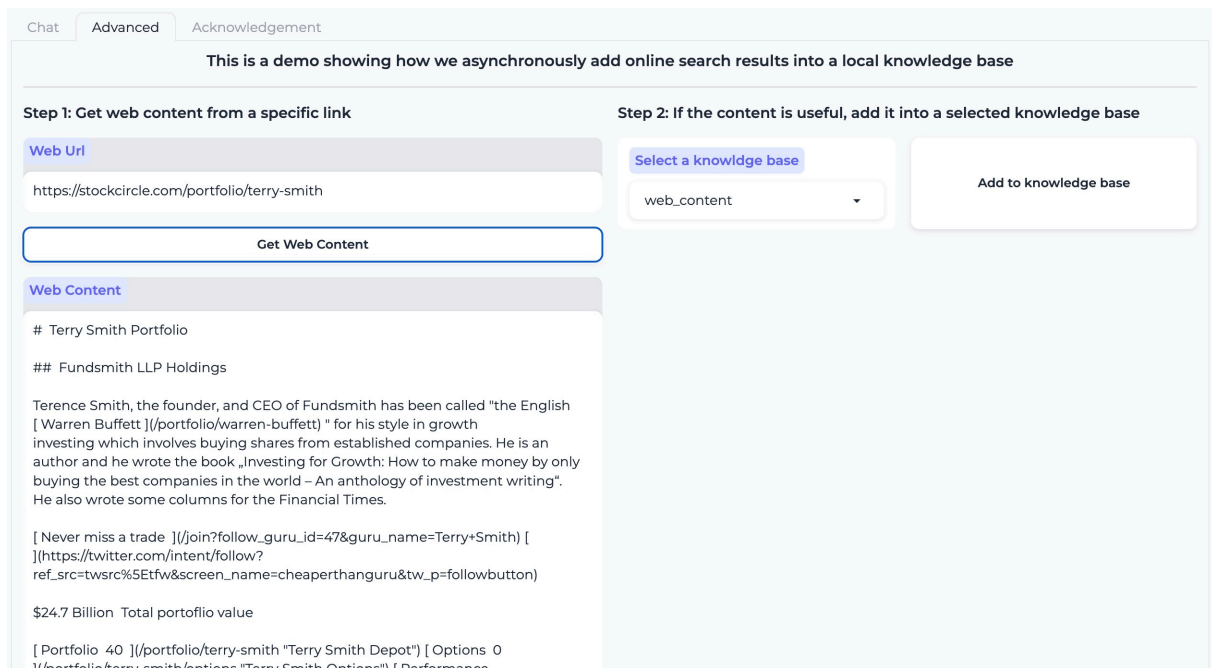 Chat Advanced Acknowledgement
This is a demo showing how we asynchronously add online search results into a local knowledge base
Step 1: Get web content from a specific link
Web Url
https://stockcircle.com/portfolio/terry-smith
Get Web Content
Web Content
# Terry Smith Portfolio
## Fundsmith LLP Holdings
Terence Smith, the founder, and CEO of Fundsmith has been called "the English
[ Warren Buffett ](/portfolio/warren-buffett) " for his style in growth
investing which involves buying shares from established companies. He is an
author and he wrote the book „Investing for Growth: How to make money by only
buying the best companies in the world – An anthology of investment writing“.
He also wrote some columns for the Financial Times.
[ Never miss a trade ](/join?follow_guru_id=47&guru_name=Terry+Smith) [
](https://twitter.com/intent/follow?
ref_src=twsrc%5Etfw&screen_name=cheaperthanguru&tw_p=followbutton)
$24.7 Billion Total portoflio value
[ Portfolio 40 ](/portfolio/terry-smith "Terry Smith Depot") [ Options 0
](/portfolio/terry-smith/options "Terry Smith Options") [ Performance
Step 2: If the content is useful, add it into a selected knowledge base
Select a knowldge base
web_content
Add to knowledge base